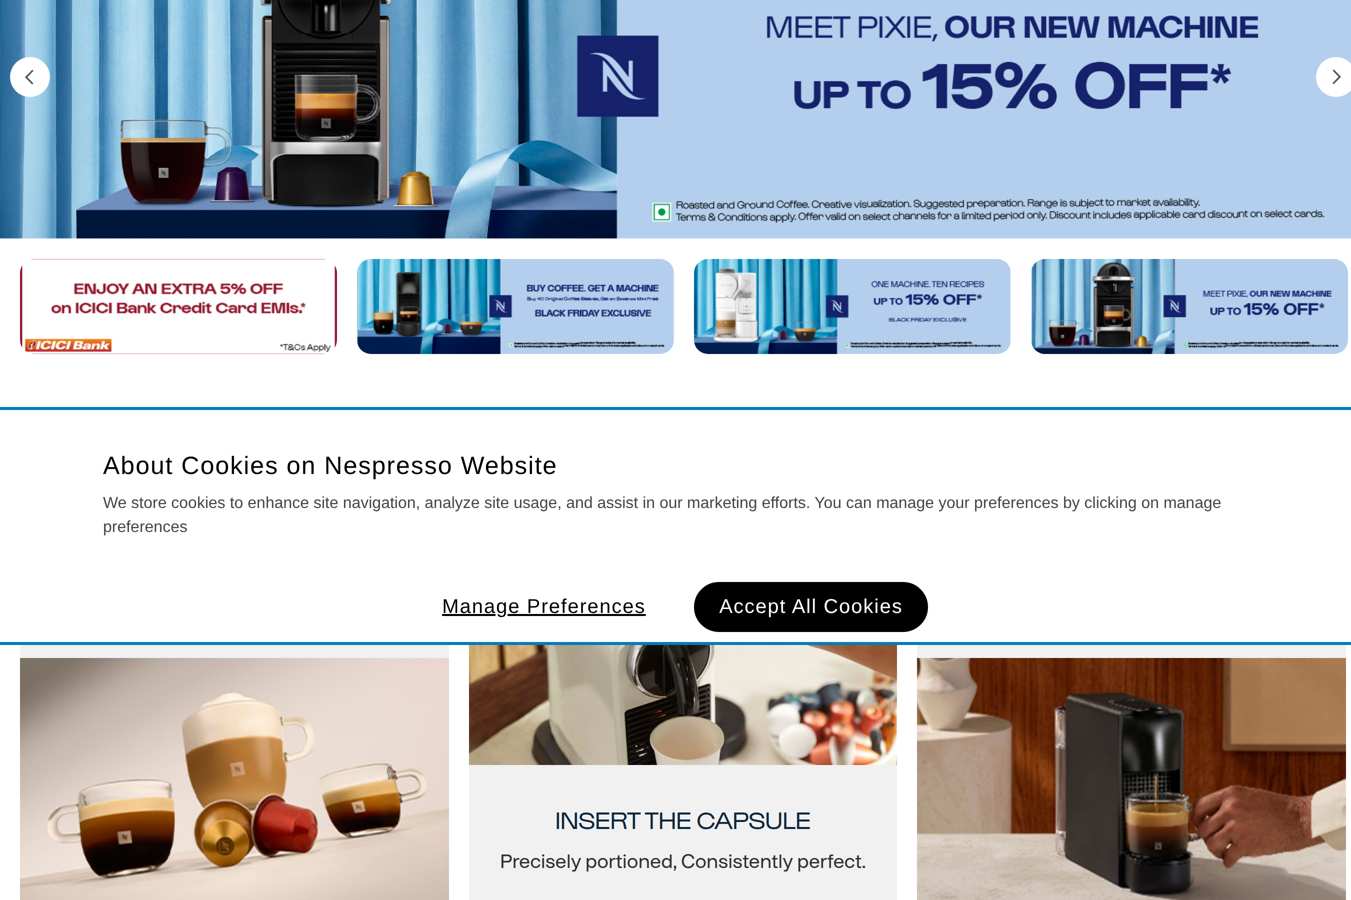 MEET PIXIE, OUR NEW MACHINE
UP TO 15% OFF*
Roasted and Ground Coffee. Creative visualization. Suggested preparation. Range is subject to market availability.
Terms & Conditions apply. Offer valid on select channels for a limited period only. Discount includes applicable card discount on select cards.
ENJOY AN EXTRA 5% OFF
on ICICI Bank Credit Card EMIs.*
ICICI Bank
*T&Cs Apply
BUY COFFEE. GET A MACHINE
BLACK FRIDAY EXCLUSIVE
ONE MACHINE. TEN RECIPES
UP TO 15% OFF*
BLACK FRIDAY EXCLUSIVE
MEET PIXIE, OUR NEW MACHINE
UP TO 15% OFF*
About Cookies on Nespresso Website
We store cookies to enhance site navigation, analyze site usage, and assist in our marketing efforts. You can manage your preferences by clicking on manage
preferences
Manage Preferences
Accept All Cookies
INSERT THE CAPSULE
Precisely portioned, Consistently perfect.